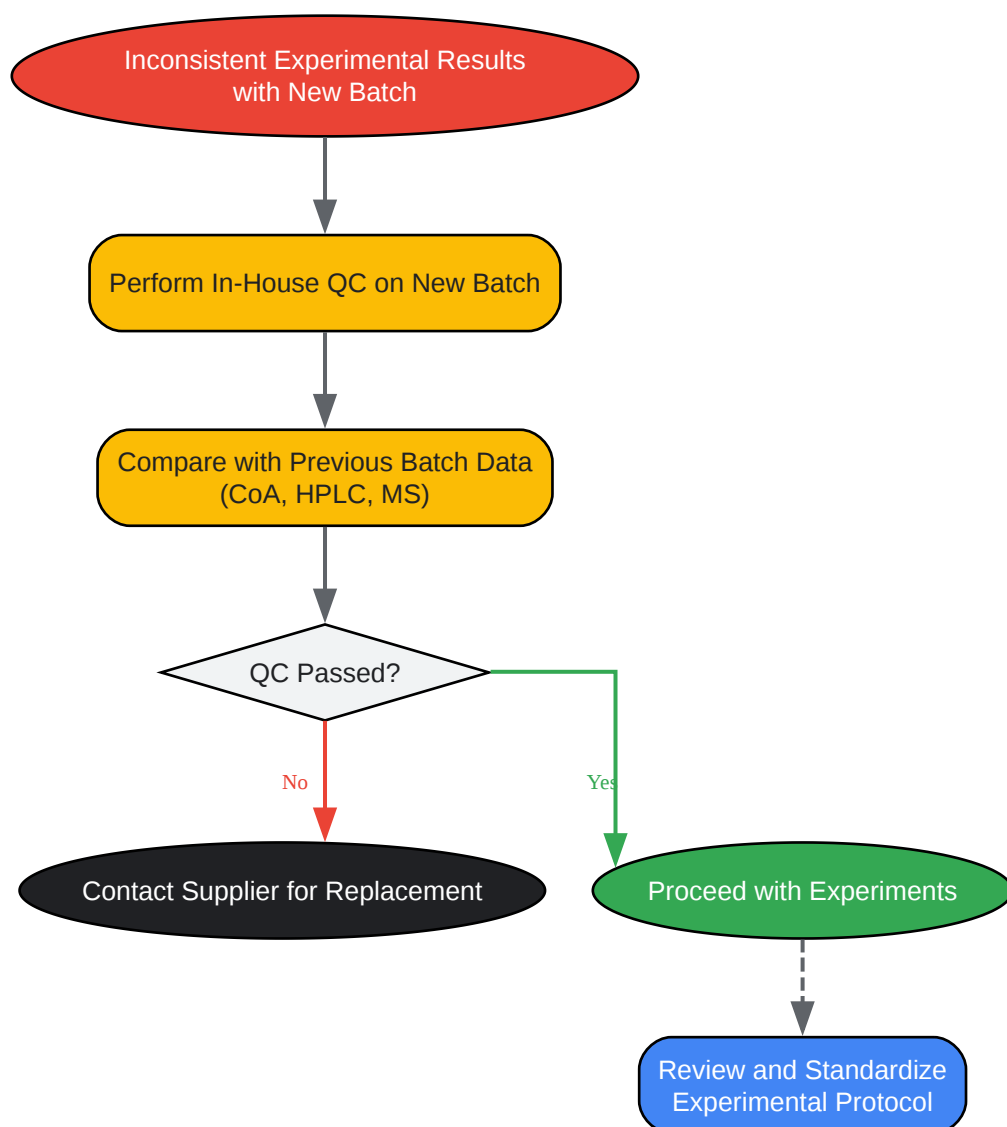 Inconsistent Experimental Results
with New Batch
Perform In-House QC on New Batch
Compare with Previous Batch Data
(CoA, HPLC, MS)
QC Passed?
No
Yes
Contact Supplier for Replacement
Proceed with Experiments
Review and Standardize
Experimental Protocol